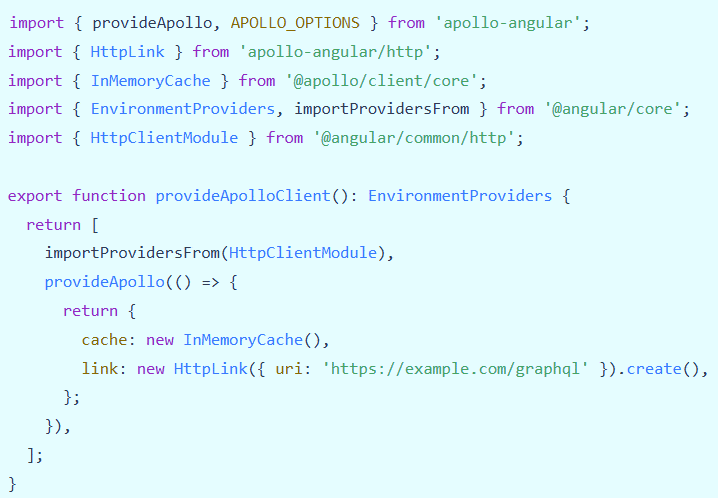 import { provideApollo, APOLLO_OPTIONS } from 'apollo-angular';
import { HttpLink } from 'apollo-angular/http';
import { InMemoryCache } from '@apollo/client/core';
import { EnvironmentProviders, importProvidersFrom } from '@angular/core';
import { HttpClientModule } from '@angular/common/http';

export function provideApolloClient(): EnvironmentProviders {
  return [
    importProvidersFrom(HttpClientModule),
    provideApollo(() => {
      return {
        cache: new InMemoryCache(),
        link: new HttpLink({ uri: 'https://example.com/graphql' }).create(),
      };
    }),
  ];
}